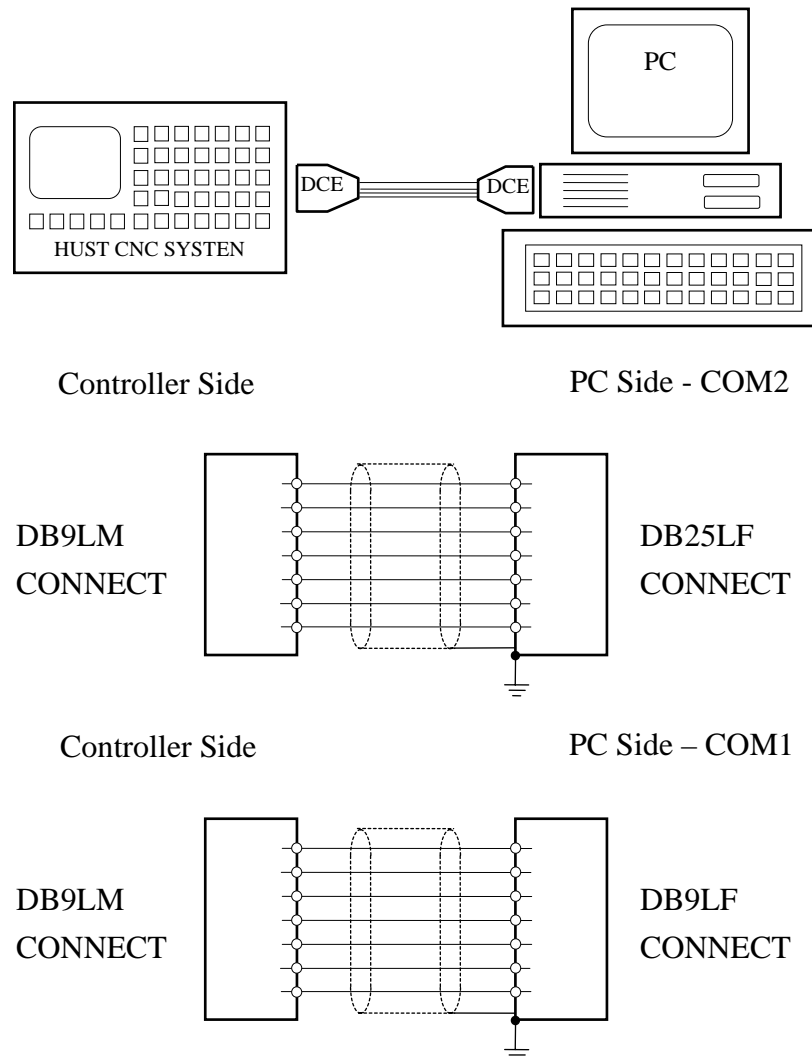 PC
DCE
DCE
HUST CNC SYSTEN
Controller Side
PC Side - COM2
DB9LM
CONNECT
DB25LF
CONNECT
Controller Side
PC Side – COM1
DB9LM
CONNECT
DB9LF
CONNECT